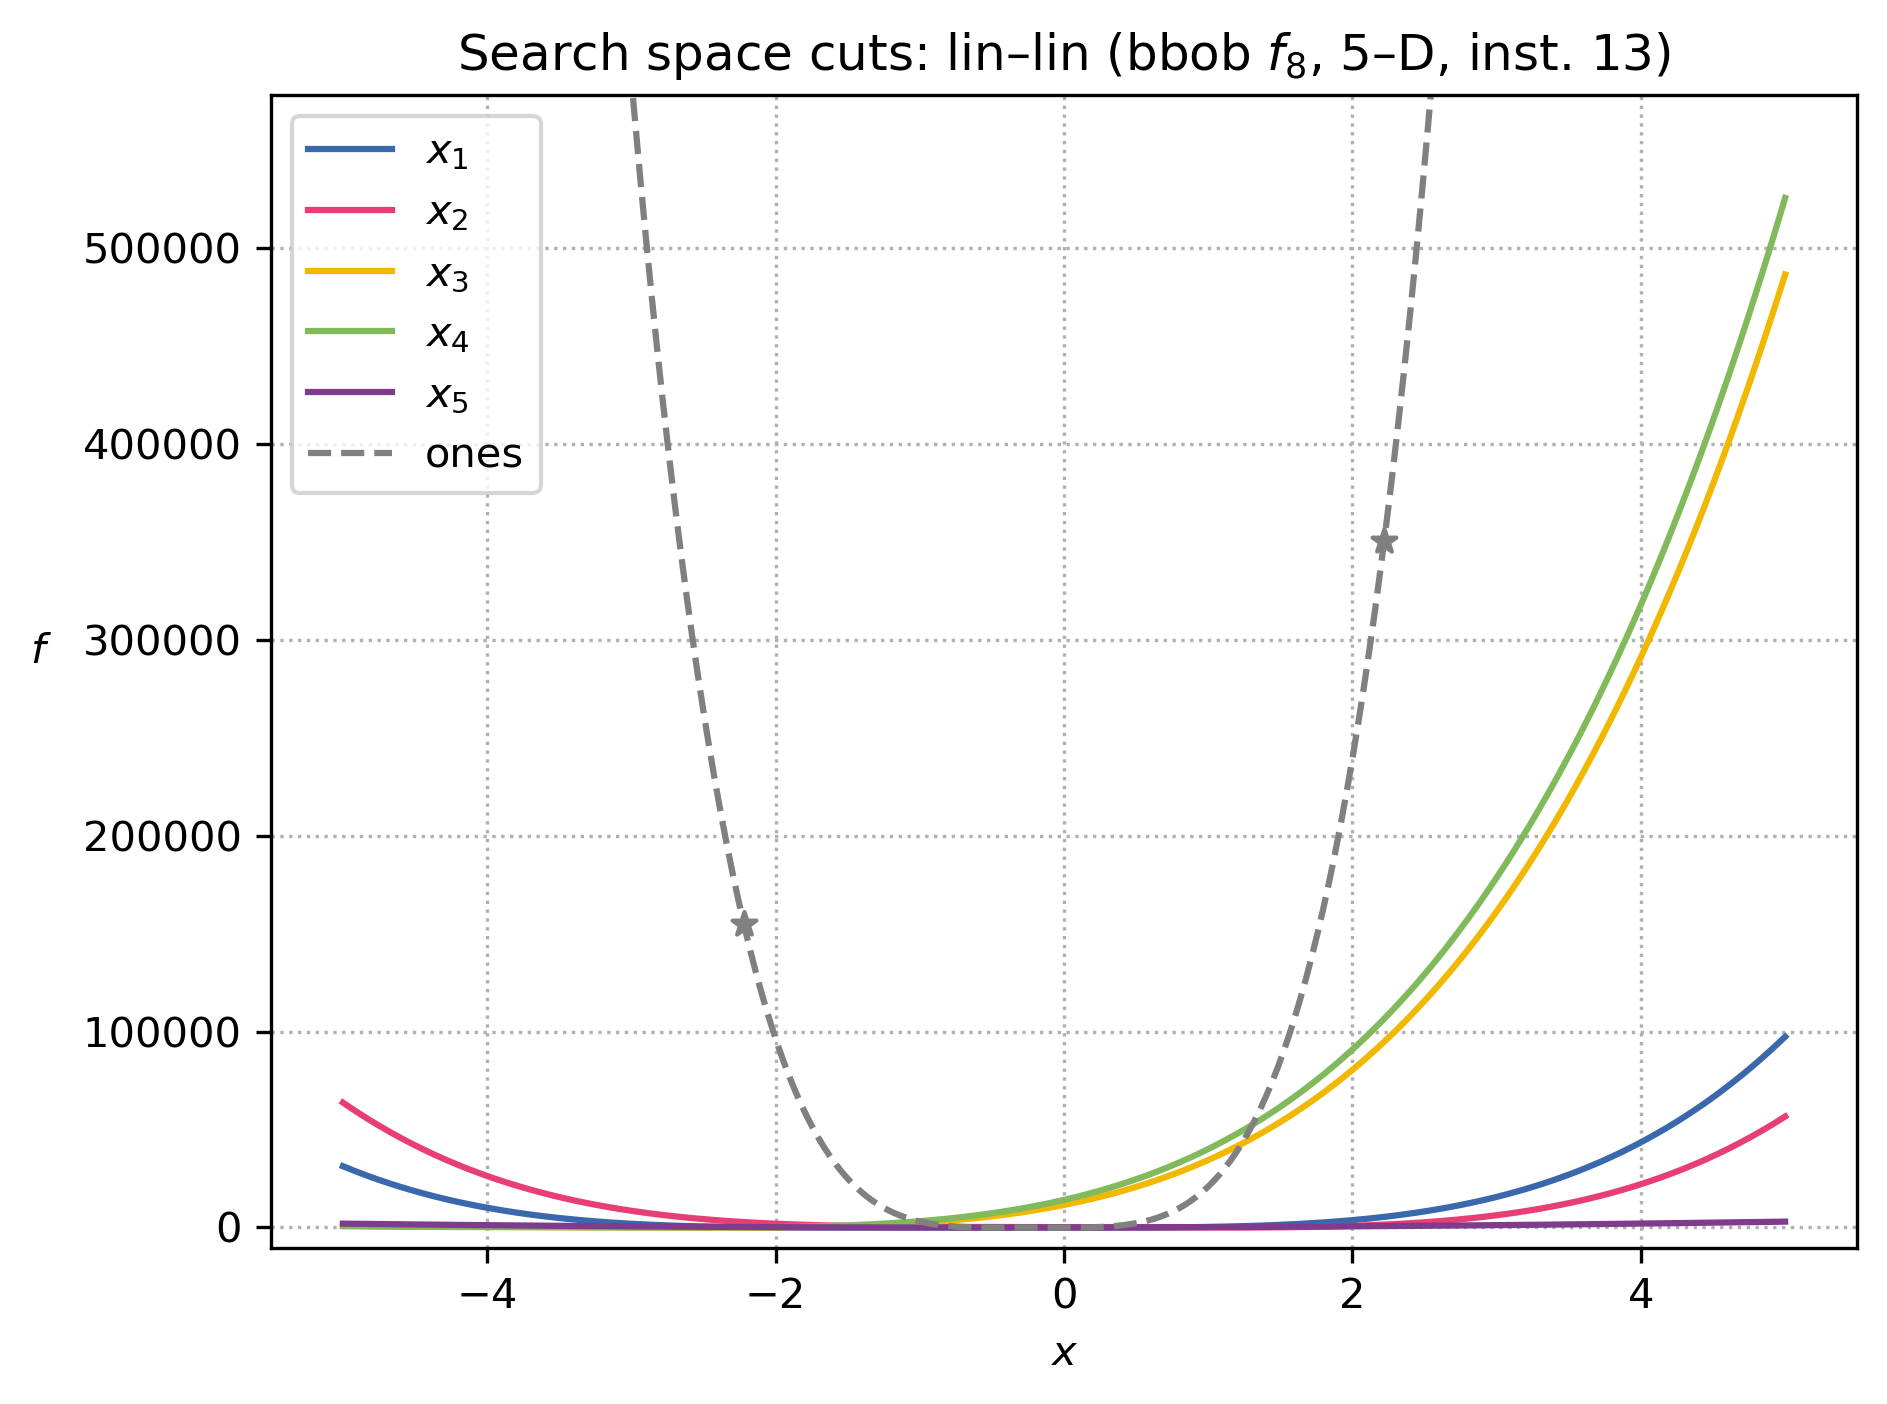 Search space cuts: lin–lin (bbob f₈, 5–D, inst. 13)
x₁
x₂
x₃
x₄
x₅
ones
500000
400000
300000
200000
100000
0
f
−4 −2 0 2 4
x